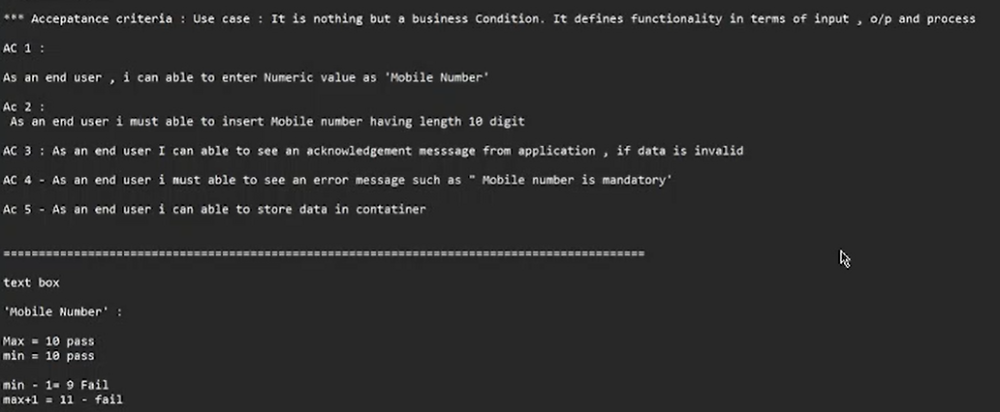 *** Accepatance criteria : Use case : It is nothing but a business Condition. It defines functionality in terms of input , o/p and process
AC 1 :
As an end user , i can able to enter Numeric value as 'Mobile Number'
Ac 2 :
As an end user i must able to insert Mobile number having length 10 digit
AC 3 : As an end user I can able to see an acknowledgement messsage from application , if data is invalid
AC 4 - As an end user i must able to see an error message such as " Mobile number is mandatory'
Ac 5 - As an end user i can able to store data in contatiner
==========================================================================================
text box
'Mobile Number' :
Max = 10 pass
min = 10 pass
min - 1= 9 Fail
max+1 = 11 - fail